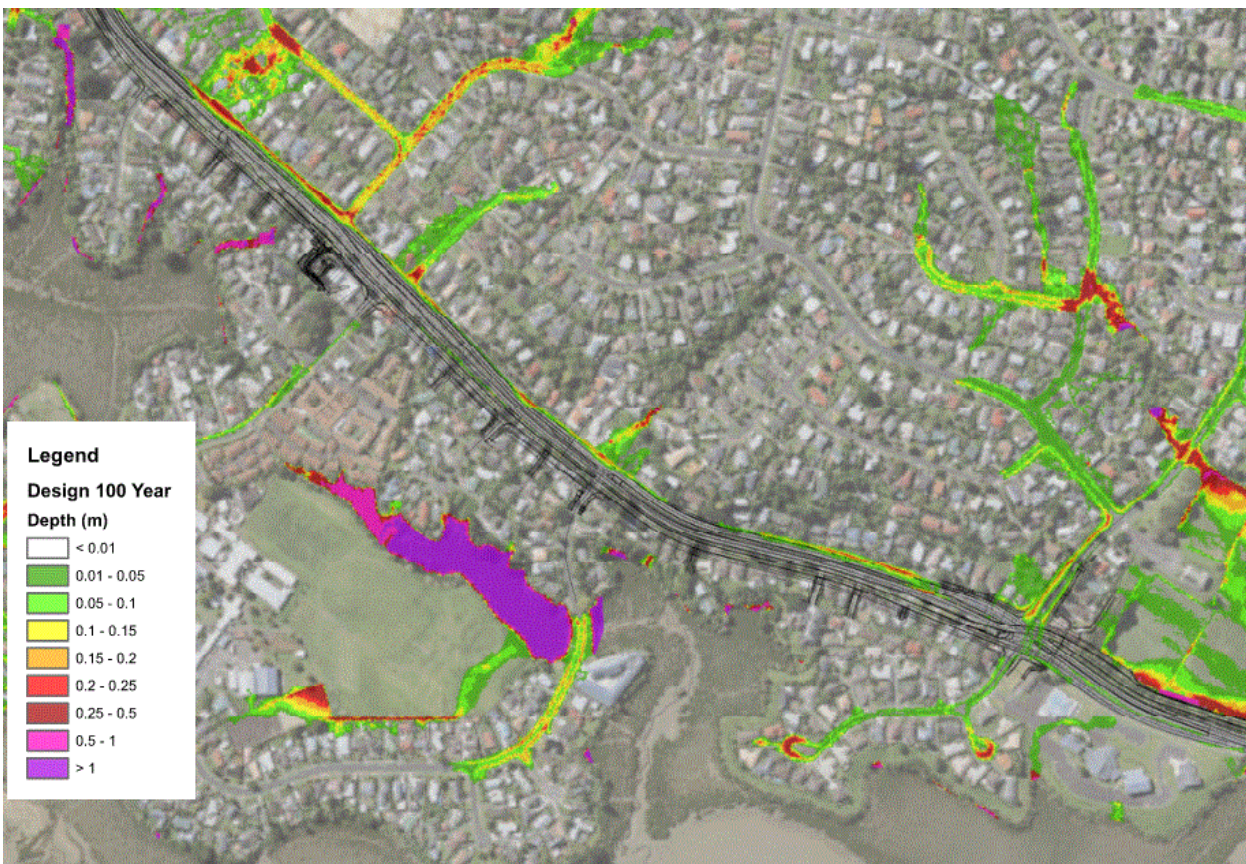 Legend
Design 100 Year
Depth (m)
< 0.01
0.01 - 0.05
0.05 - 0.1
0.1 - 0.15
0.15 - 0.2
0.2 - 0.25
0.25 - 0.5
0.5 - 1
> 1